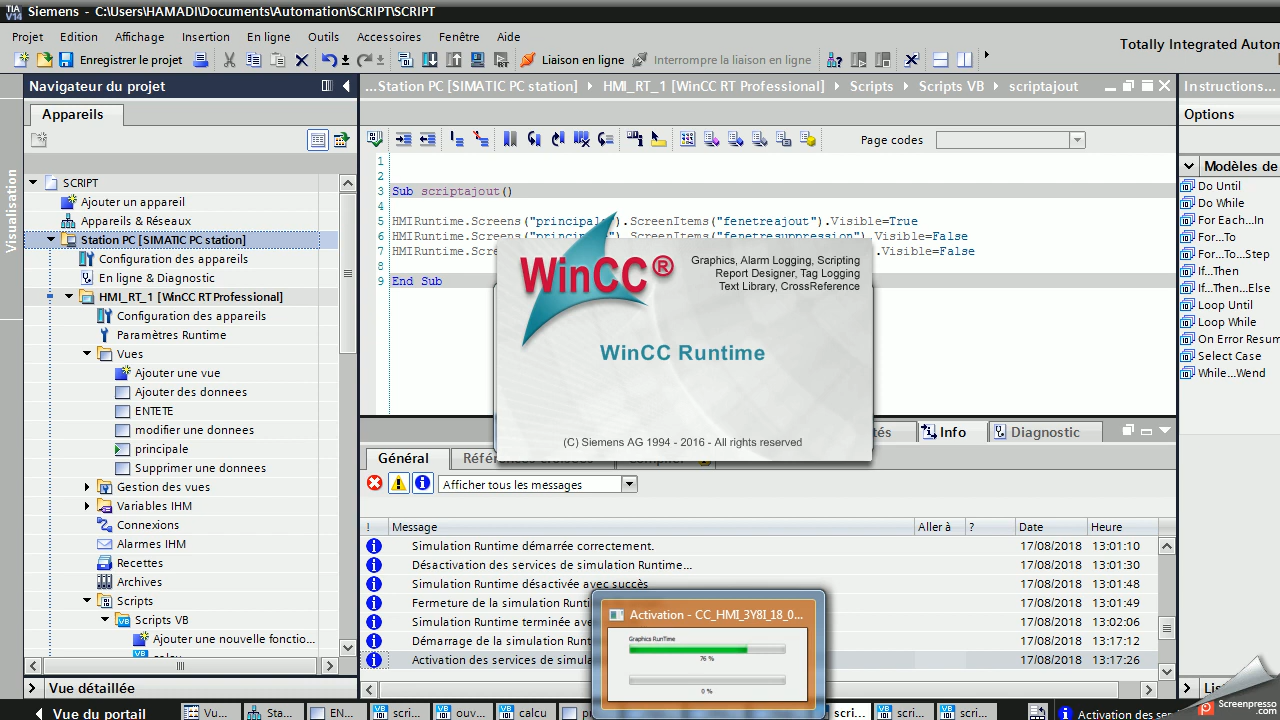 TIA V14
Siemens - C:\Users\HAMADI\Documents\Automation\SCRIPT\SCRIPT
Projet Edition Affichage Insertion En ligne Outils Accessoires Fenêtre Aide
Enregistrer le projet
Liaison en ligne
Interrompre la liaison en ligne
Totally Integrated Autom
Navigateur du projet
Appareils
Visualisation
SCRIPT
Ajouter un appareil
Appareils & Réseaux
Station PC [SIMATIC PC station]
Configuration des appareils
En ligne & Diagnostic
HMI_RT_1 [WinCC RT Professional]
Configuration des appareils
Paramètres Runtime
Vues
Ajouter une vue
Ajouter des donnees
ENTETE
modifier une donnees
principale
Supprimer une donnees
Gestion des vues
Variables IHM
Connexions
Alarmes IHM
Recettes
Archives
Scripts
Scripts VB
Ajouter une nouvelle fonctio...
Vue détaillée
Vue du portail
...Station PC [SIMATIC PC station] HMI_RT_1 [WinCC RT Professional] Scripts Scripts VB scriptajout
Page codes
1
2
3 Sub scriptajout()
5 HMIRuntime.Screens("principale").ScreenItems("fenetreajout").Visible=True
6 HMIRuntime.Screens("principale").ScreenItems("fenetresuppression").Visible=False
7 HMIRuntime.Scre ).Visible=False
9 End Sub
WinCC®
Graphics, Alarm Logging, Scripting
Report Designer, Tag Logging
Text Library, CrossReference
WinCC Runtime
(C) Siemens AG 1994 - 2016 - All rights reserved
Info
Diagnostic
Général
Afficher tous les messages
! Message Aller à ? Date Heure
Simulation Runtime démarrée correctement. 17/08/2018 13:01:10
Désactivation des services de simulation Runtime... 17/08/2018 13:01:30
Simulation Runtime désactivée avec succès 17/08/2018 13:01:48
Fermeture de la simulation Runti 17/08/2018 13:01:49
Simulation Runtime terminée ave 17/08/2018 13:02:06
Démarrage de la simulation Runt 17/08/2018 13:17:12
Activation des services de simula 17/08/2018 13:17:26
Activation - CC_HMI_3Y8I_18_0...
Graphics RunTime
76 %
0 %
Instructions...
Options
Modèles de
Do Until
Do While
For Each...In
For...To
For...To...Step
If...Then
If...Then...Else
Loop Until
Loop While
On Error Resum
Select Case
While...Wend
Vu... Sta... EN... scri... ouv... calcu scri... scri... scri...
Activation des servi
Screenpresso
.com